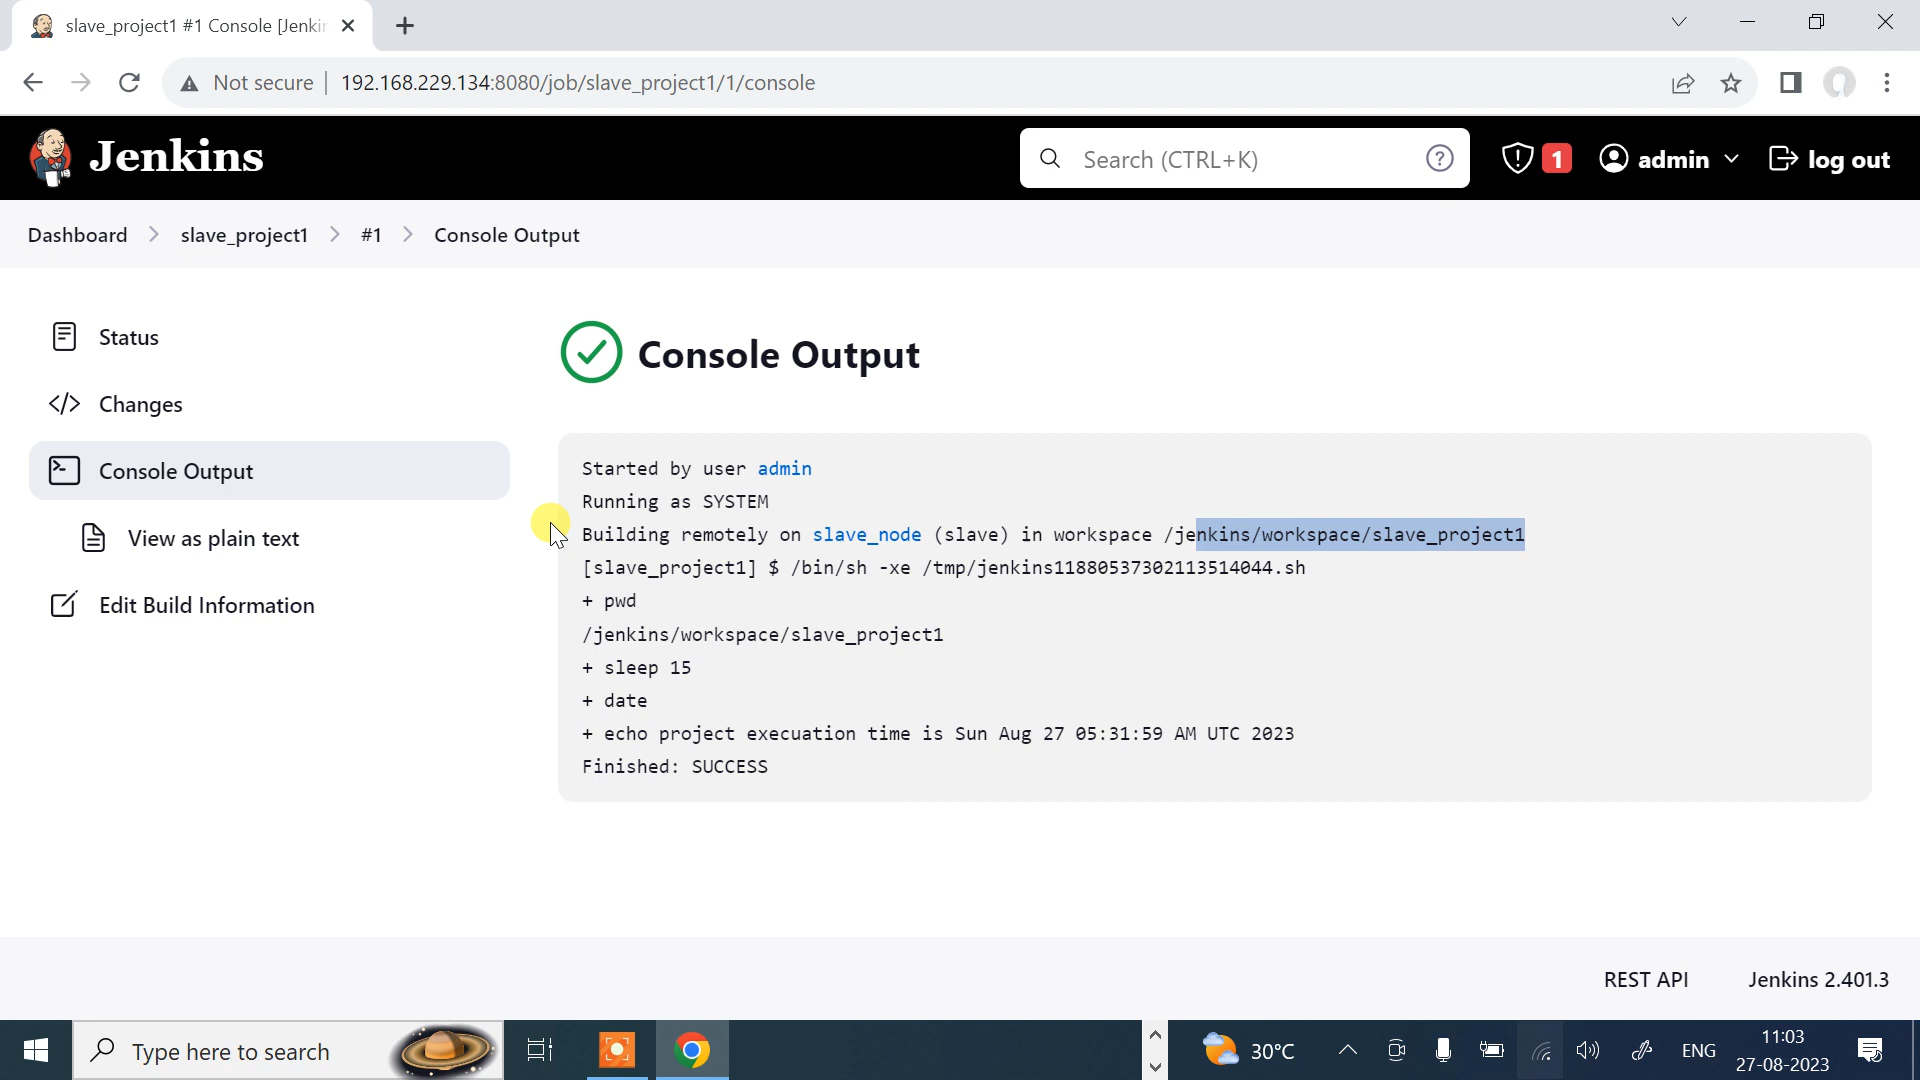 slave_project1 #1 Console [Jenkin
Not secure
192.168.229.134:8080/job/slave_project1/1/console
Jenkins
Search (CTRL+K)
1
admin
log out
Dashboard
slave_project1
#1
Console Output
Status
Changes
Console Output
View as plain text
Edit Build Information
Console Output
Started by user admin
Running as SYSTEM
Building remotely on slave_node (slave) in workspace /jenkins/workspace/slave_project1
[slave_project1] $ /bin/sh -xe /tmp/jenkins11880537302113514044.sh
+ pwd
/jenkins/workspace/slave_project1
+ sleep 15
+ date
+ echo project execuation time is Sun Aug 27 05:31:59 AM UTC 2023
Finished: SUCCESS
REST API
Jenkins 2.401.3
Type here to search
30°C
ENG
11:03
27-08-2023